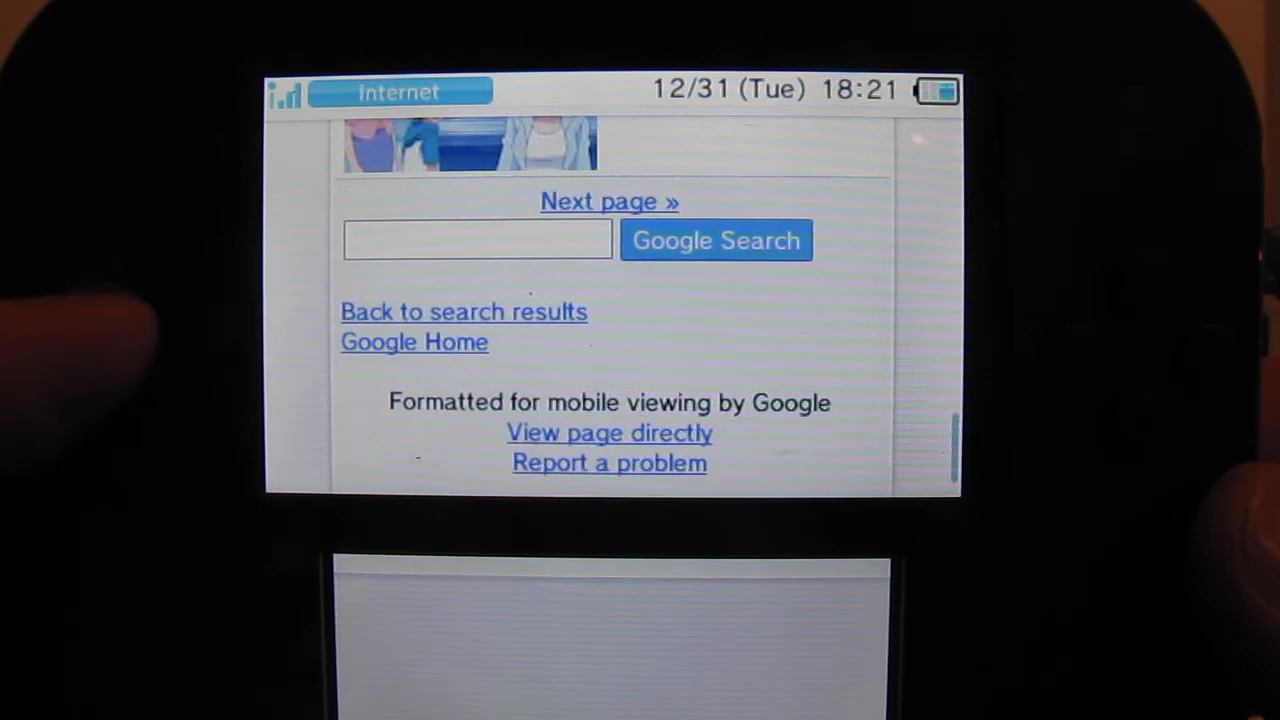 Internet
12/31 (Tue) 18:21
Next page »
Google Search
Back to search results
Google Home
Formatted for mobile viewing by Google
View page directly
Report a problem